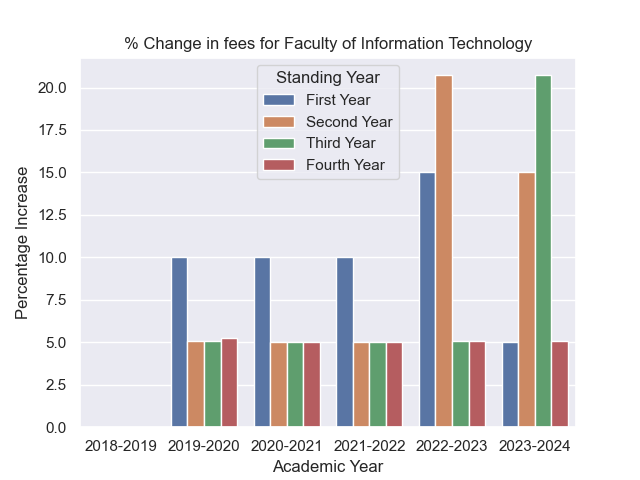 % Change in fees for Faculty of Information Technology
Standing Year
First Year
Second Year
Third Year
Fourth Year
Percentage Increase
20.0
17.5
15.0
12.5
10.0
7.5
5.0
2.5
0.0
2018-2019 2019-2020 2020-2021 2021-2022 2022-2023 2023-2024
Academic Year